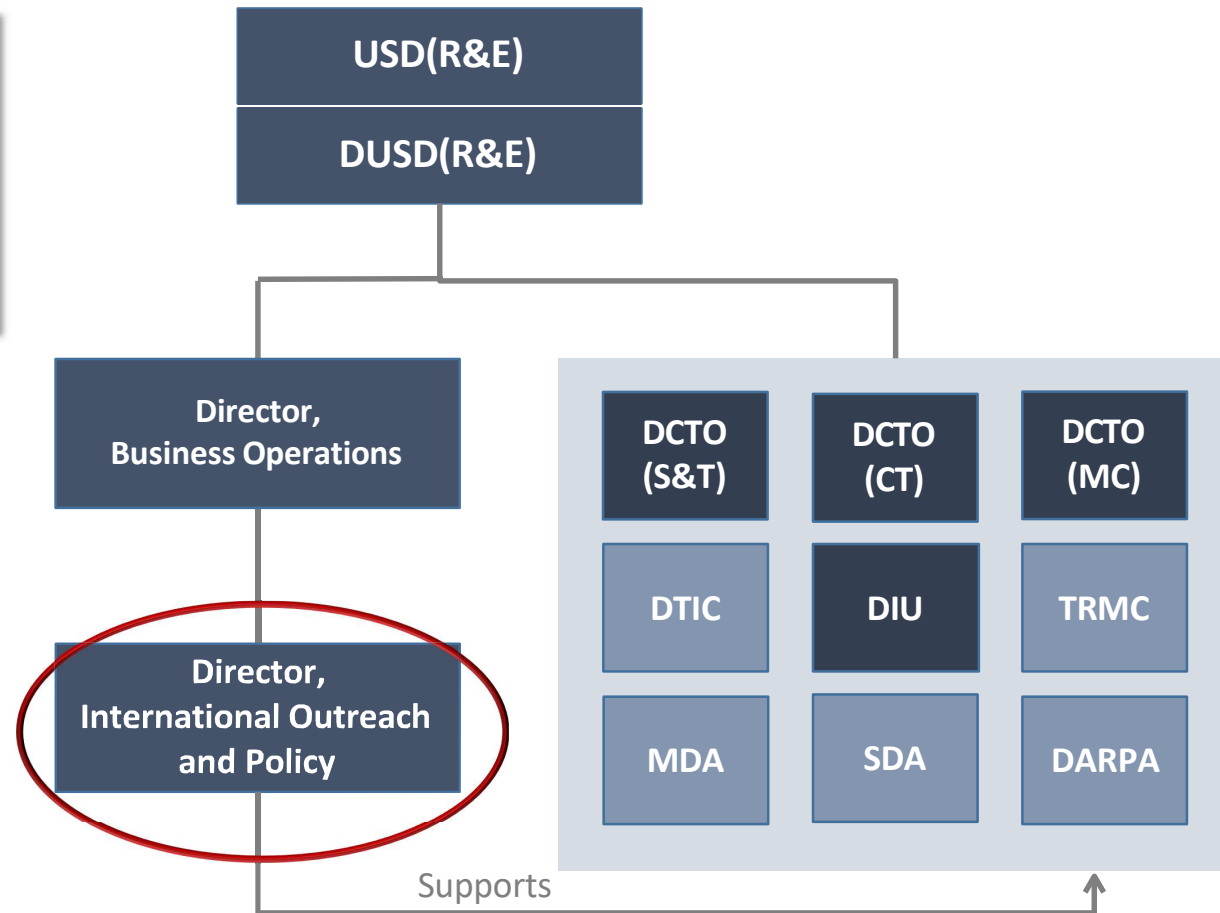 USD(R&E)
DUSD(R&E)
Director,
Business Operations
Director,
International Outreach
and Policy
DCTO
(S&T)
DCTO
(CT)
DCTO
(MC)
DTIC
DIU
TRMC
MDA
SDA
DARPA
Supports